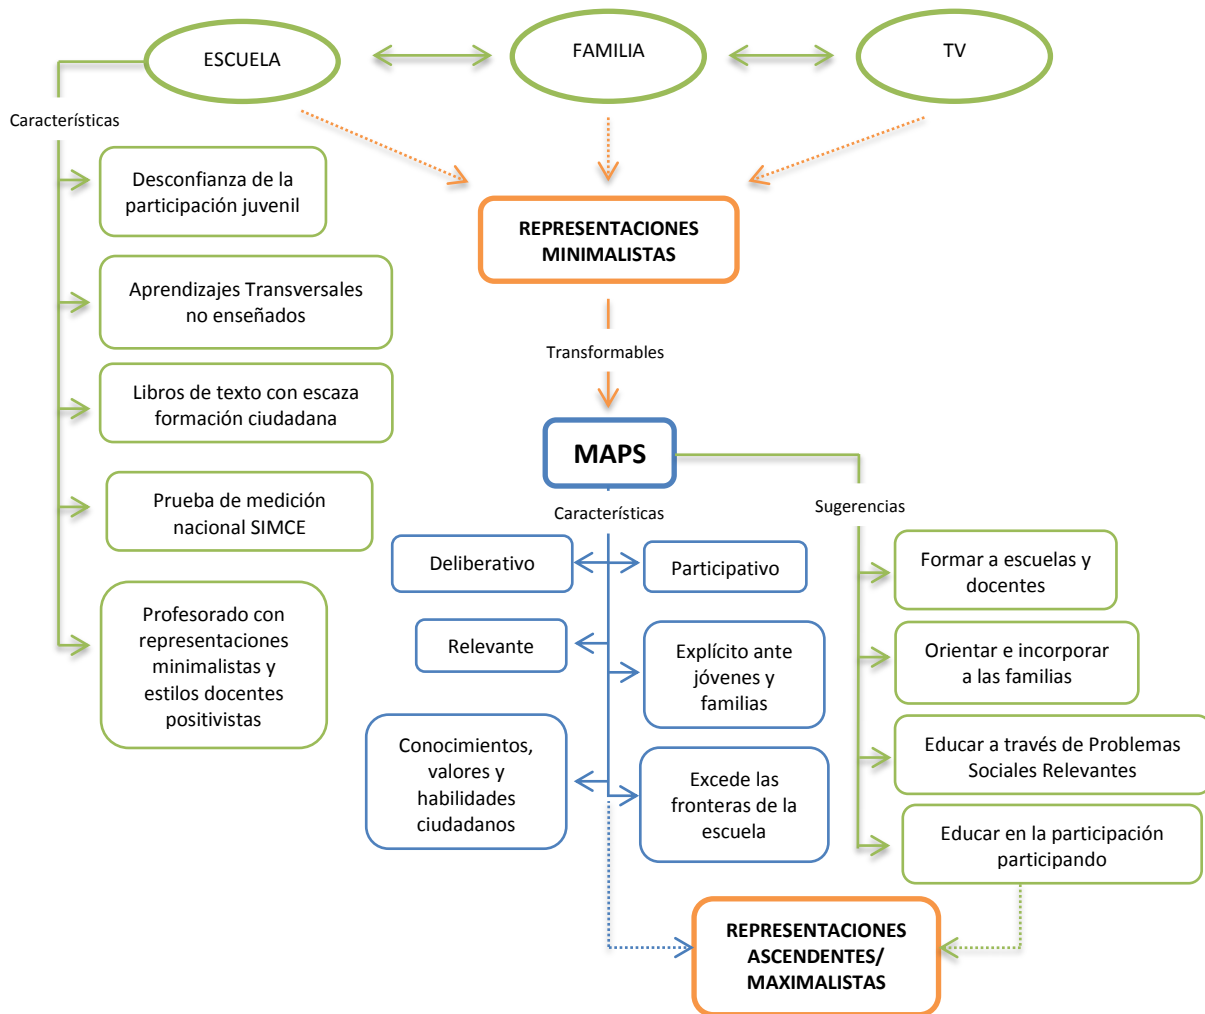 ESCUELA
FAMILIA
TV
Característicias
Desconfianza de la
participación juvenil
Aprendizajes Transversales
no enseñados
Libros de texto con escaza
formación ciudadana
Prueba de medición
nacional SIMCE
Profesorado con
representaciones
minimalistas y
estilos docentes
positivistas
REPRESENTACIONES
MINIMALISTAS
Transformables
MAPS
Característicias
Deliberativo
Participativo
Relevante
Explícito ante
jóvenes y
familias
Conocimientos,
valores y
habilidades
ciudadanos
Excede las
fronteras de la
escuela
Sugerencias
Formar a escuelas y
docentes
Orientar e incorporar
a las familias
Educar a través de Problemas
Sociales Relevantes
Educar en la participación
participando
REPRESENTACIONES
ASCENDENTES/
MAXIMALISTAS